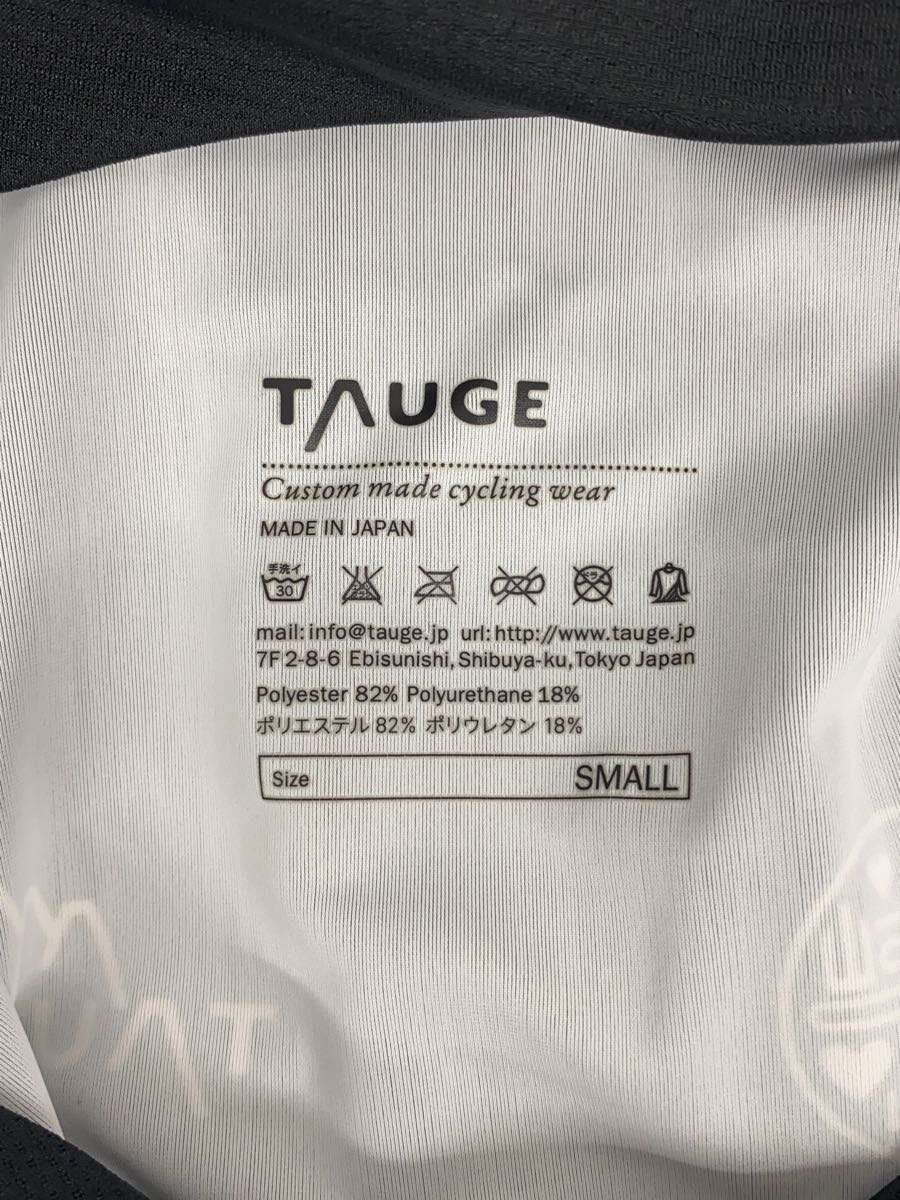 TAUGE
Custom made cycling wear
MADE IN JAPAN
手洗イ
30
mail:info@tauge.jp url:http://www.tauge.jp
7F 2-8-6 Ebisunishi,Shibuya-ku,Tokyo Japan
Polyester 82% Polyurethane 18%
ポリエステル 82% ポリウレタン 18%
Size SMALL